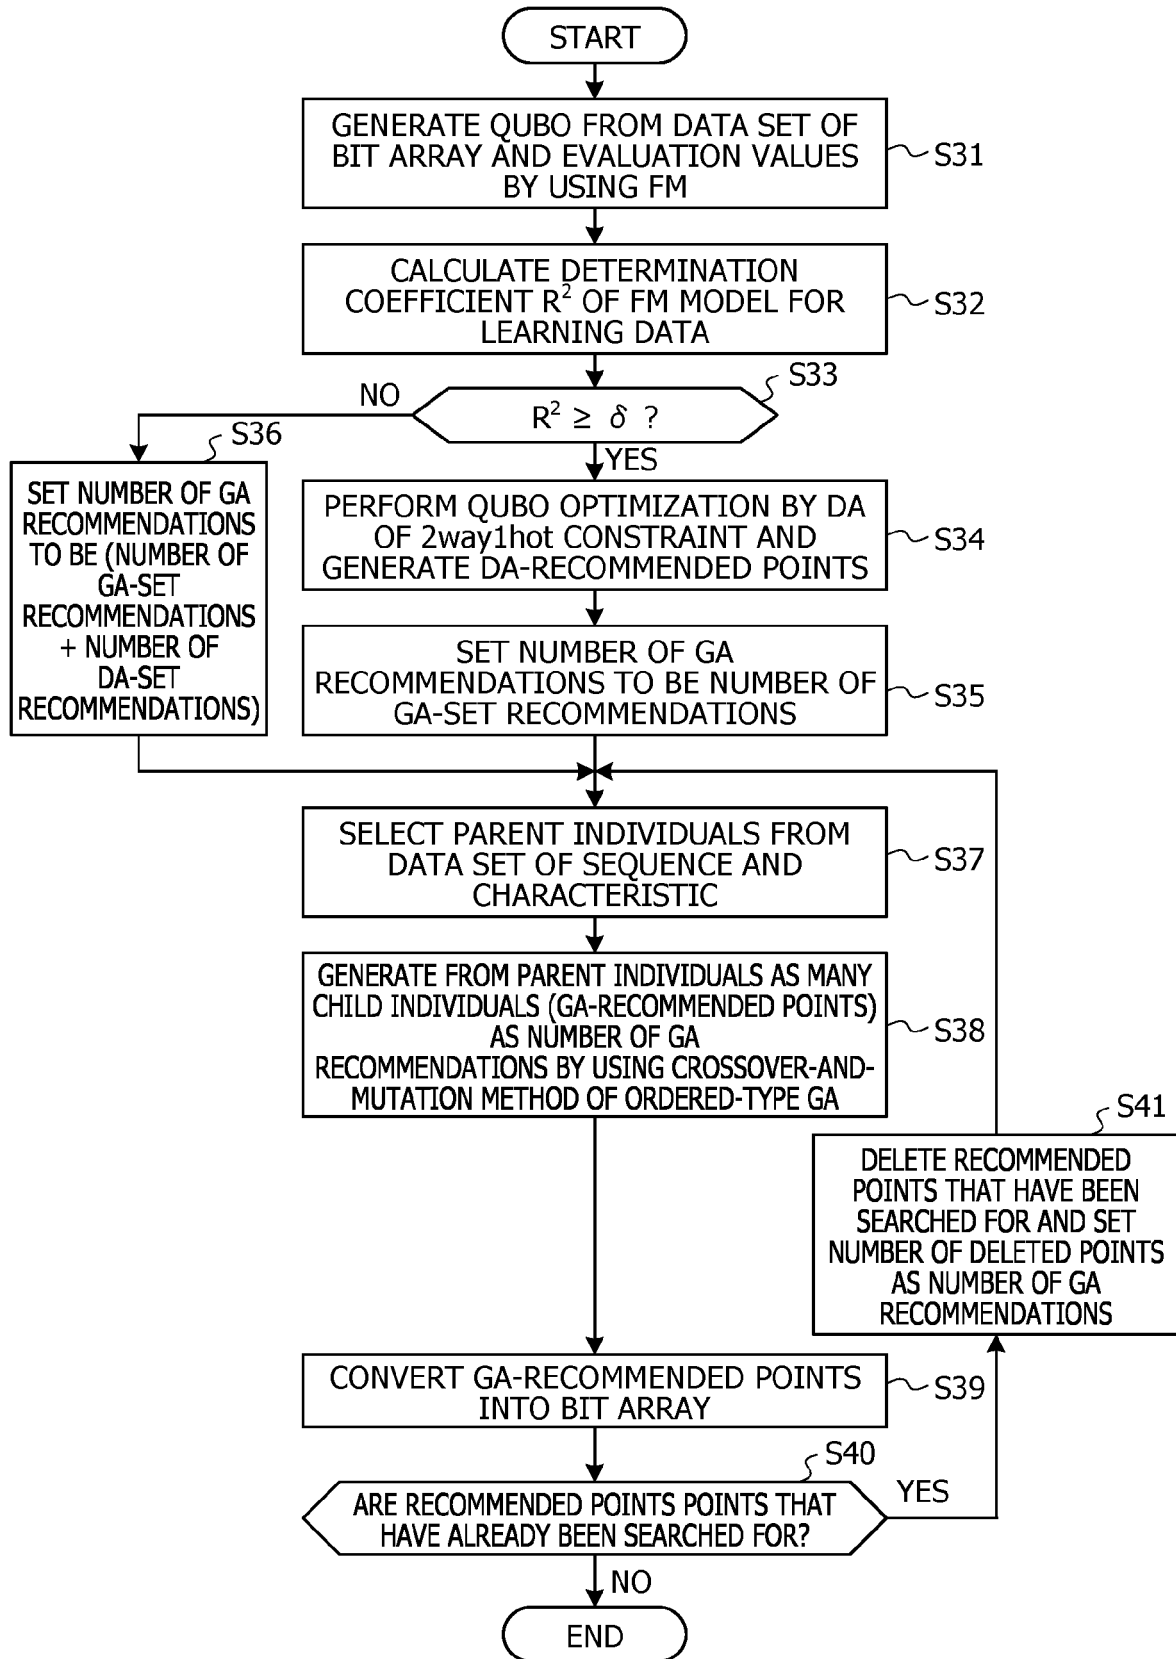 START
GENERATE QUBO FROM DATA SET OF
BIT ARRAY AND EVALUATION VALUES
BY USING FM
S31
CALCULATE DETERMINATION
COEFFICIENT R² OF FM MODEL FOR
LEARNING DATA
S32
S33
NO
R² ≥ δ ?
YES
S36
SET NUMBER OF GA
RECOMMENDATIONS
TO BE (NUMBER OF
GA-SET
RECOMMENDATIONS
+ NUMBER OF
DA-SET
RECOMMENDATIONS)
PERFORM QUBO OPTIMIZATION BY DA
OF 2way1hot CONSTRAINT AND
GENERATE DA-RECOMMENDED POINTS
S34
SET NUMBER OF GA
RECOMMENDATIONS TO BE NUMBER OF
GA-SET RECOMMENDATIONS
S35
SELECT PARENT INDIVIDUALS FROM
DATA SET OF SEQUENCE AND
CHARACTERISTIC
S37
GENERATE FROM PARENT INDIVIDUALS AS MANY
CHILD INDIVIDUALS (GA-RECOMMENDED POINTS)
AS NUMBER OF GA
RECOMMENDATIONS BY USING CROSSOVER-AND-
MUTATION METHOD OF ORDERED-TYPE GA
S38
S41
DELETE RECOMMENDED
POINTS THAT HAVE BEEN
SEARCHED FOR AND SET
NUMBER OF DELETED POINTS
AS NUMBER OF GA
RECOMMENDATIONS
CONVERT GA-RECOMMENDED POINTS
INTO BIT ARRAY
S39
S40
ARE RECOMMENDED POINTS POINTS THAT
HAVE ALREADY BEEN SEARCHED FOR?
YES
NO
END